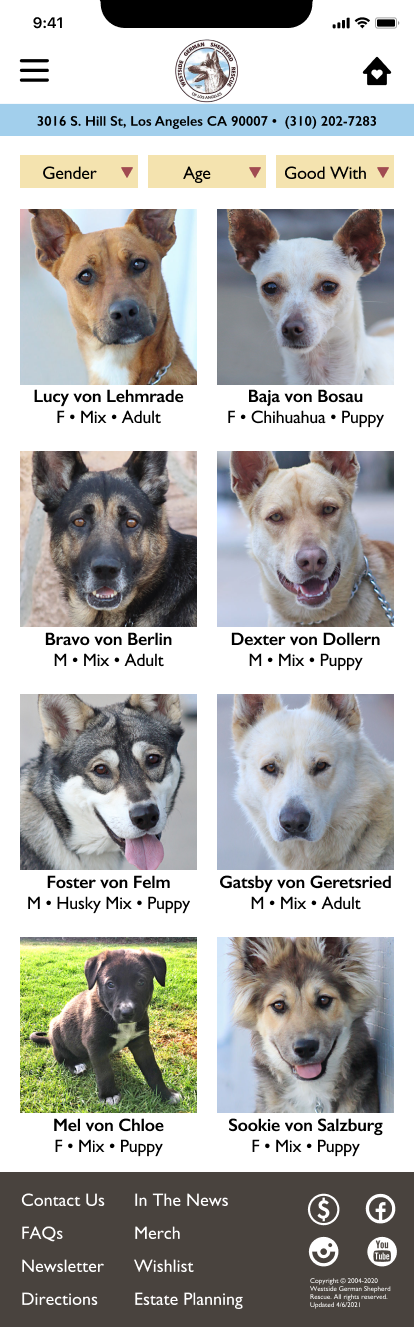 9:41
WESTSIDE GERMAN SHEPHERD RESCUE
OF LOS ANGELES
3016 S. Hill St, Los Angeles CA 90007 • (310) 202-7283
Gender Age Good With
Lucy von Lehmrade
F • Mix • Adult
Baja von Bosau
F • Chihuahua • Puppy
Bravo von Berlin
M • Mix • Adult
Dexter von Dollern
M • Mix • Puppy
Foster von Felm
M • Husky Mix • Puppy
Gatsby von Geretsried
M • Mix • Adult
Mel von Chloe
F • Mix • Puppy
Sookie von Salzburg
F • Mix • Puppy
Contact Us
FAQs
Newsletter
Directions
In The News
Merch
Wishlist
Estate Planning
$
f
You
Tube
Copyright © 2004-2020
Westside German Shepherd
Rescue. All rights reserved.
Updated 4/6/2021